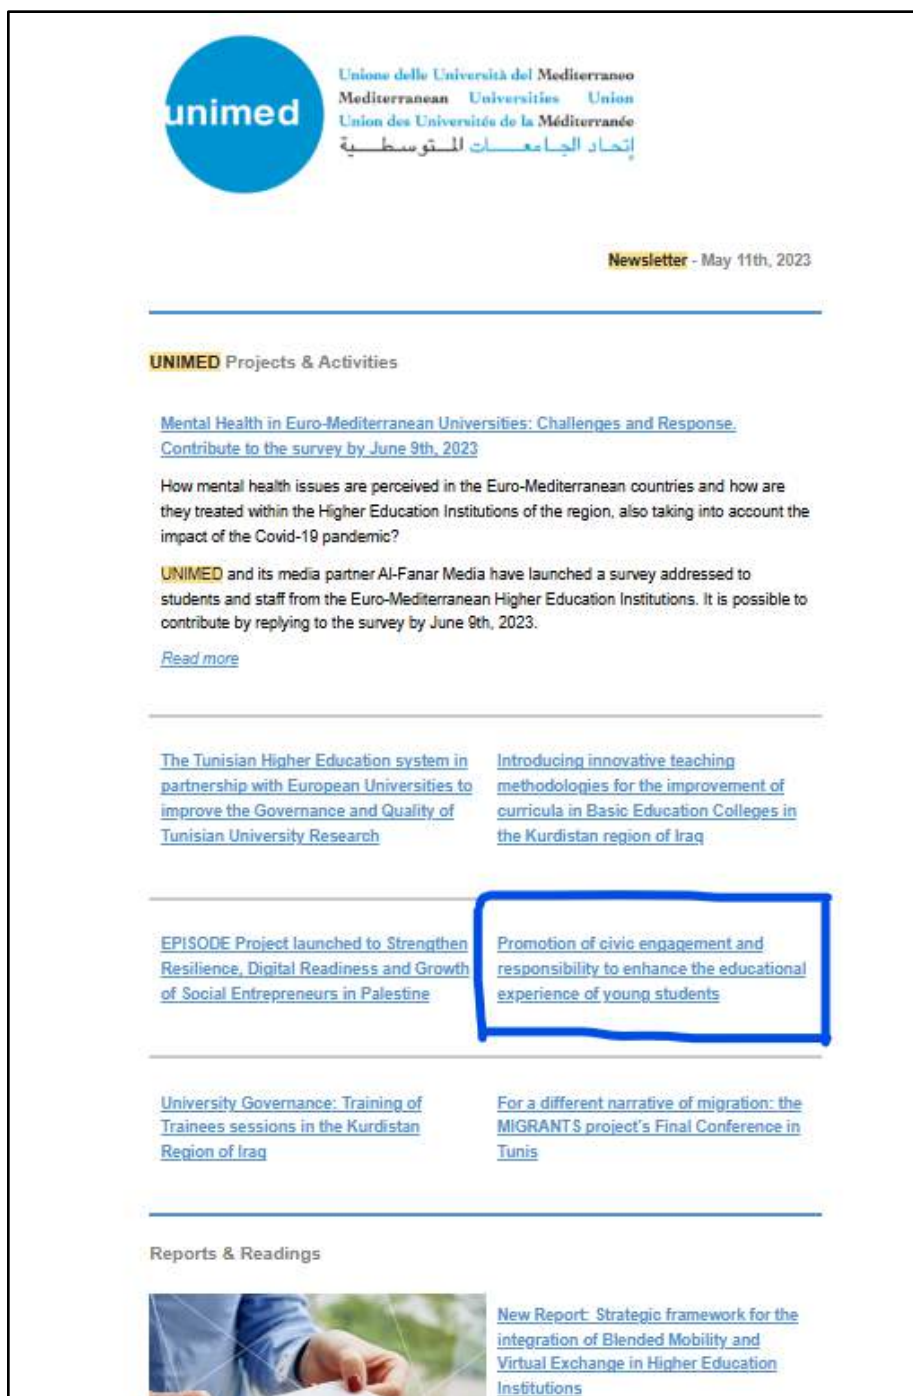 unimed
Unione delle Università del Mediterraneo
Mediterranean Universities Union
Union des Universités de la Méditerranée
إتحاد الجامعات المتوسطية
Newsletter - May 11th, 2023
UNIMED Projects & Activities
Mental Health in Euro-Mediterranean Universities: Challenges and Response.
Contribute to the survey by June 9th, 2023
How mental health issues are perceived in the Euro-Mediterranean countries and how are
they treated within the Higher Education Institutions of the region, also taking into account the
impact of the Covid-19 pandemic?
UNIMED and its media partner Al-Fanar Media have launched a survey addressed to
students and staff from the Euro-Mediterranean Higher Education Institutions. It is possible to
contribute by replying to the survey by June 9th, 2023.
Read more
The Tunisian Higher Education system in
partnership with European Universities to
improve the Governance and Quality of
Tunisian University Research
Introducing innovative teaching
methodologies for the improvement of
curricula in Basic Education Colleges in
the Kurdistan region of Iraq
EPISODE Project launched to Strengthen
Resilience, Digital Readiness and Growth
of Social Entrepreneurs in Palestine
Promotion of civic engagement and
responsibility to enhance the educational
experience of young students
University Governance: Training of
Trainees sessions in the Kurdistan
Region of Iraq
For a different narrative of migration: the
MIGRANTS project's Final Conference in
Tunis
Reports & Readings
New Report: Strategic framework for the
integration of Blended Mobility and
Virtual Exchange in Higher Education
Institutions